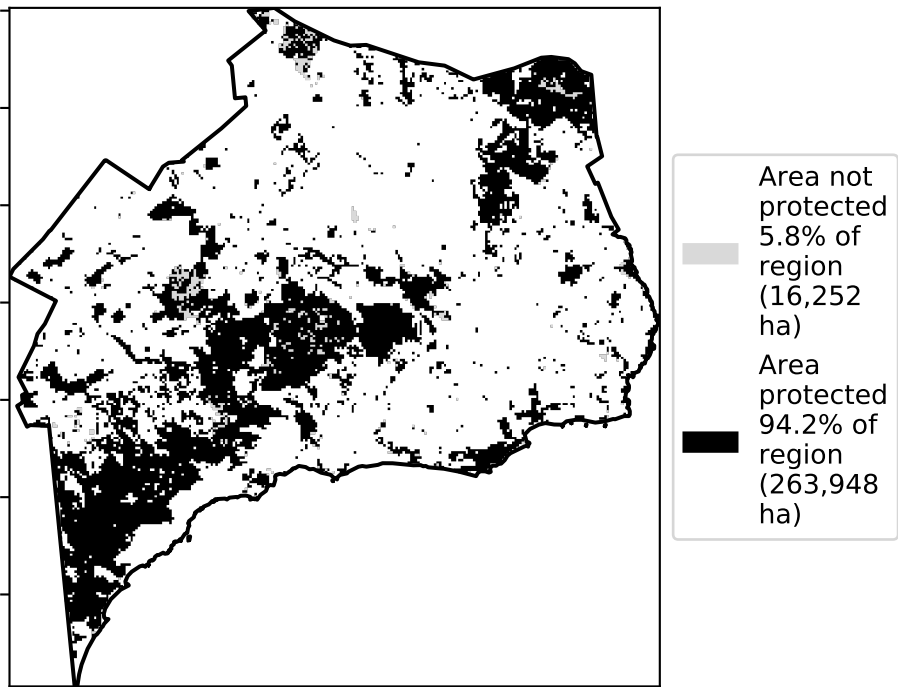 Area not
protected
5.8% of
region
(16,252
ha)
Area
protected
94.2% of
region
(263,948
ha)